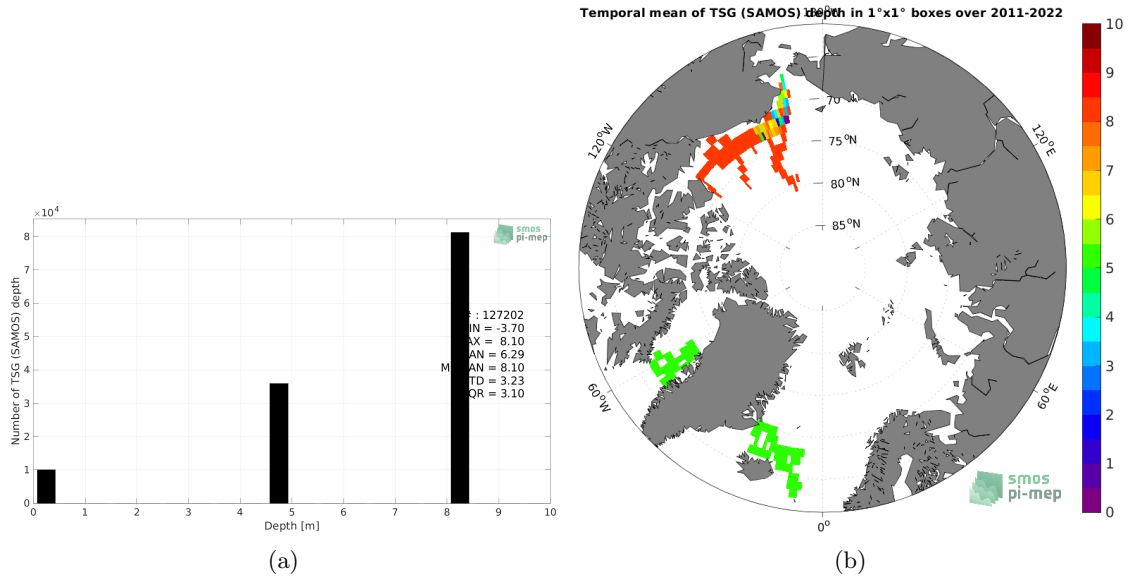 Temporal mean of TSG (SAMOS) depth in 1°x1° boxes over 2011-2022
×10⁴
8
7
6
5
4
3
2
1
0
Number of TSG (SAMOS) depth
0 1 2 3 4 5 6 7 8 9 10
Depth [m]
smos
pi-mep
: 127202
IN = -3.70
AX = 8.10
AN = 6.29
M AN = 8.10
TD = 3.23
QR = 3.10
(a)
70°N
75°N
80°N
85°N
120°W
120°E
60°W
60°E
0°
smos
pi-mep
10
9
8
7
6
5
4
3
2
1
0
(b)